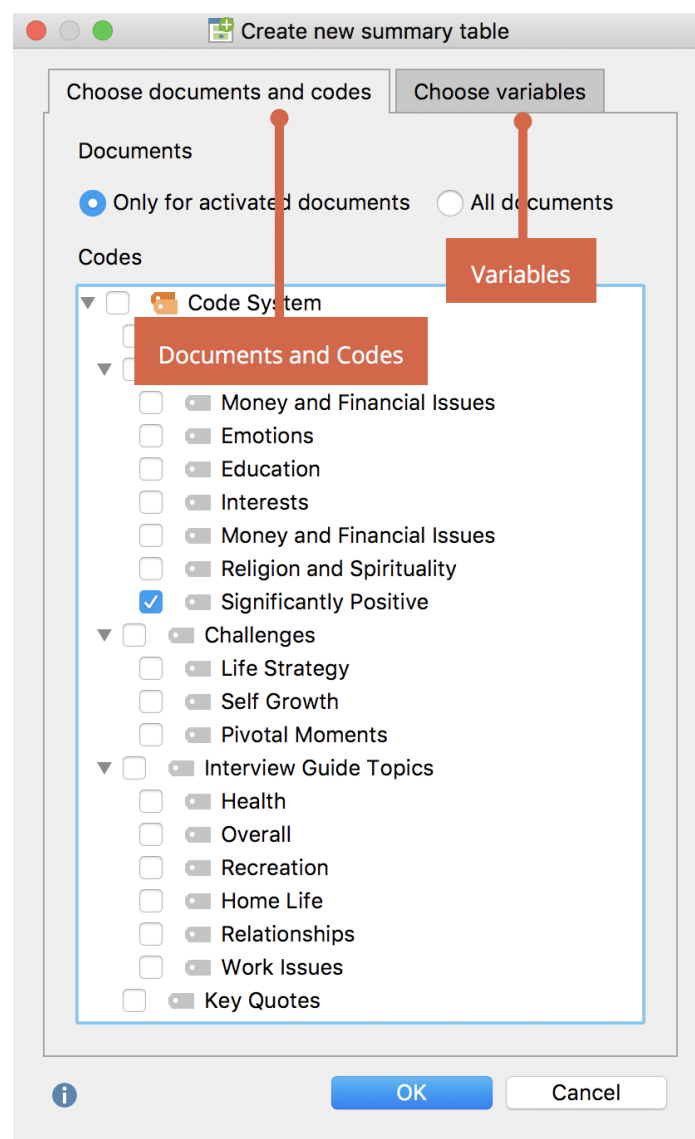 Create new summary table
Choose documents and codes Choose variables
Documents
Only for activated documents All documents
Codes
Variables
Code System
Documents and Codes
Money and Financial Issues
Emotions
Education
Interests
Money and Financial Issues
Religion and Spirituality
Significantly Positive
Challenges
Life Strategy
Self Growth
Pivotal Moments
Interview Guide Topics
Health
Overall
Recreation
Home Life
Relationships
Work Issues
Key Quotes
OK Cancel